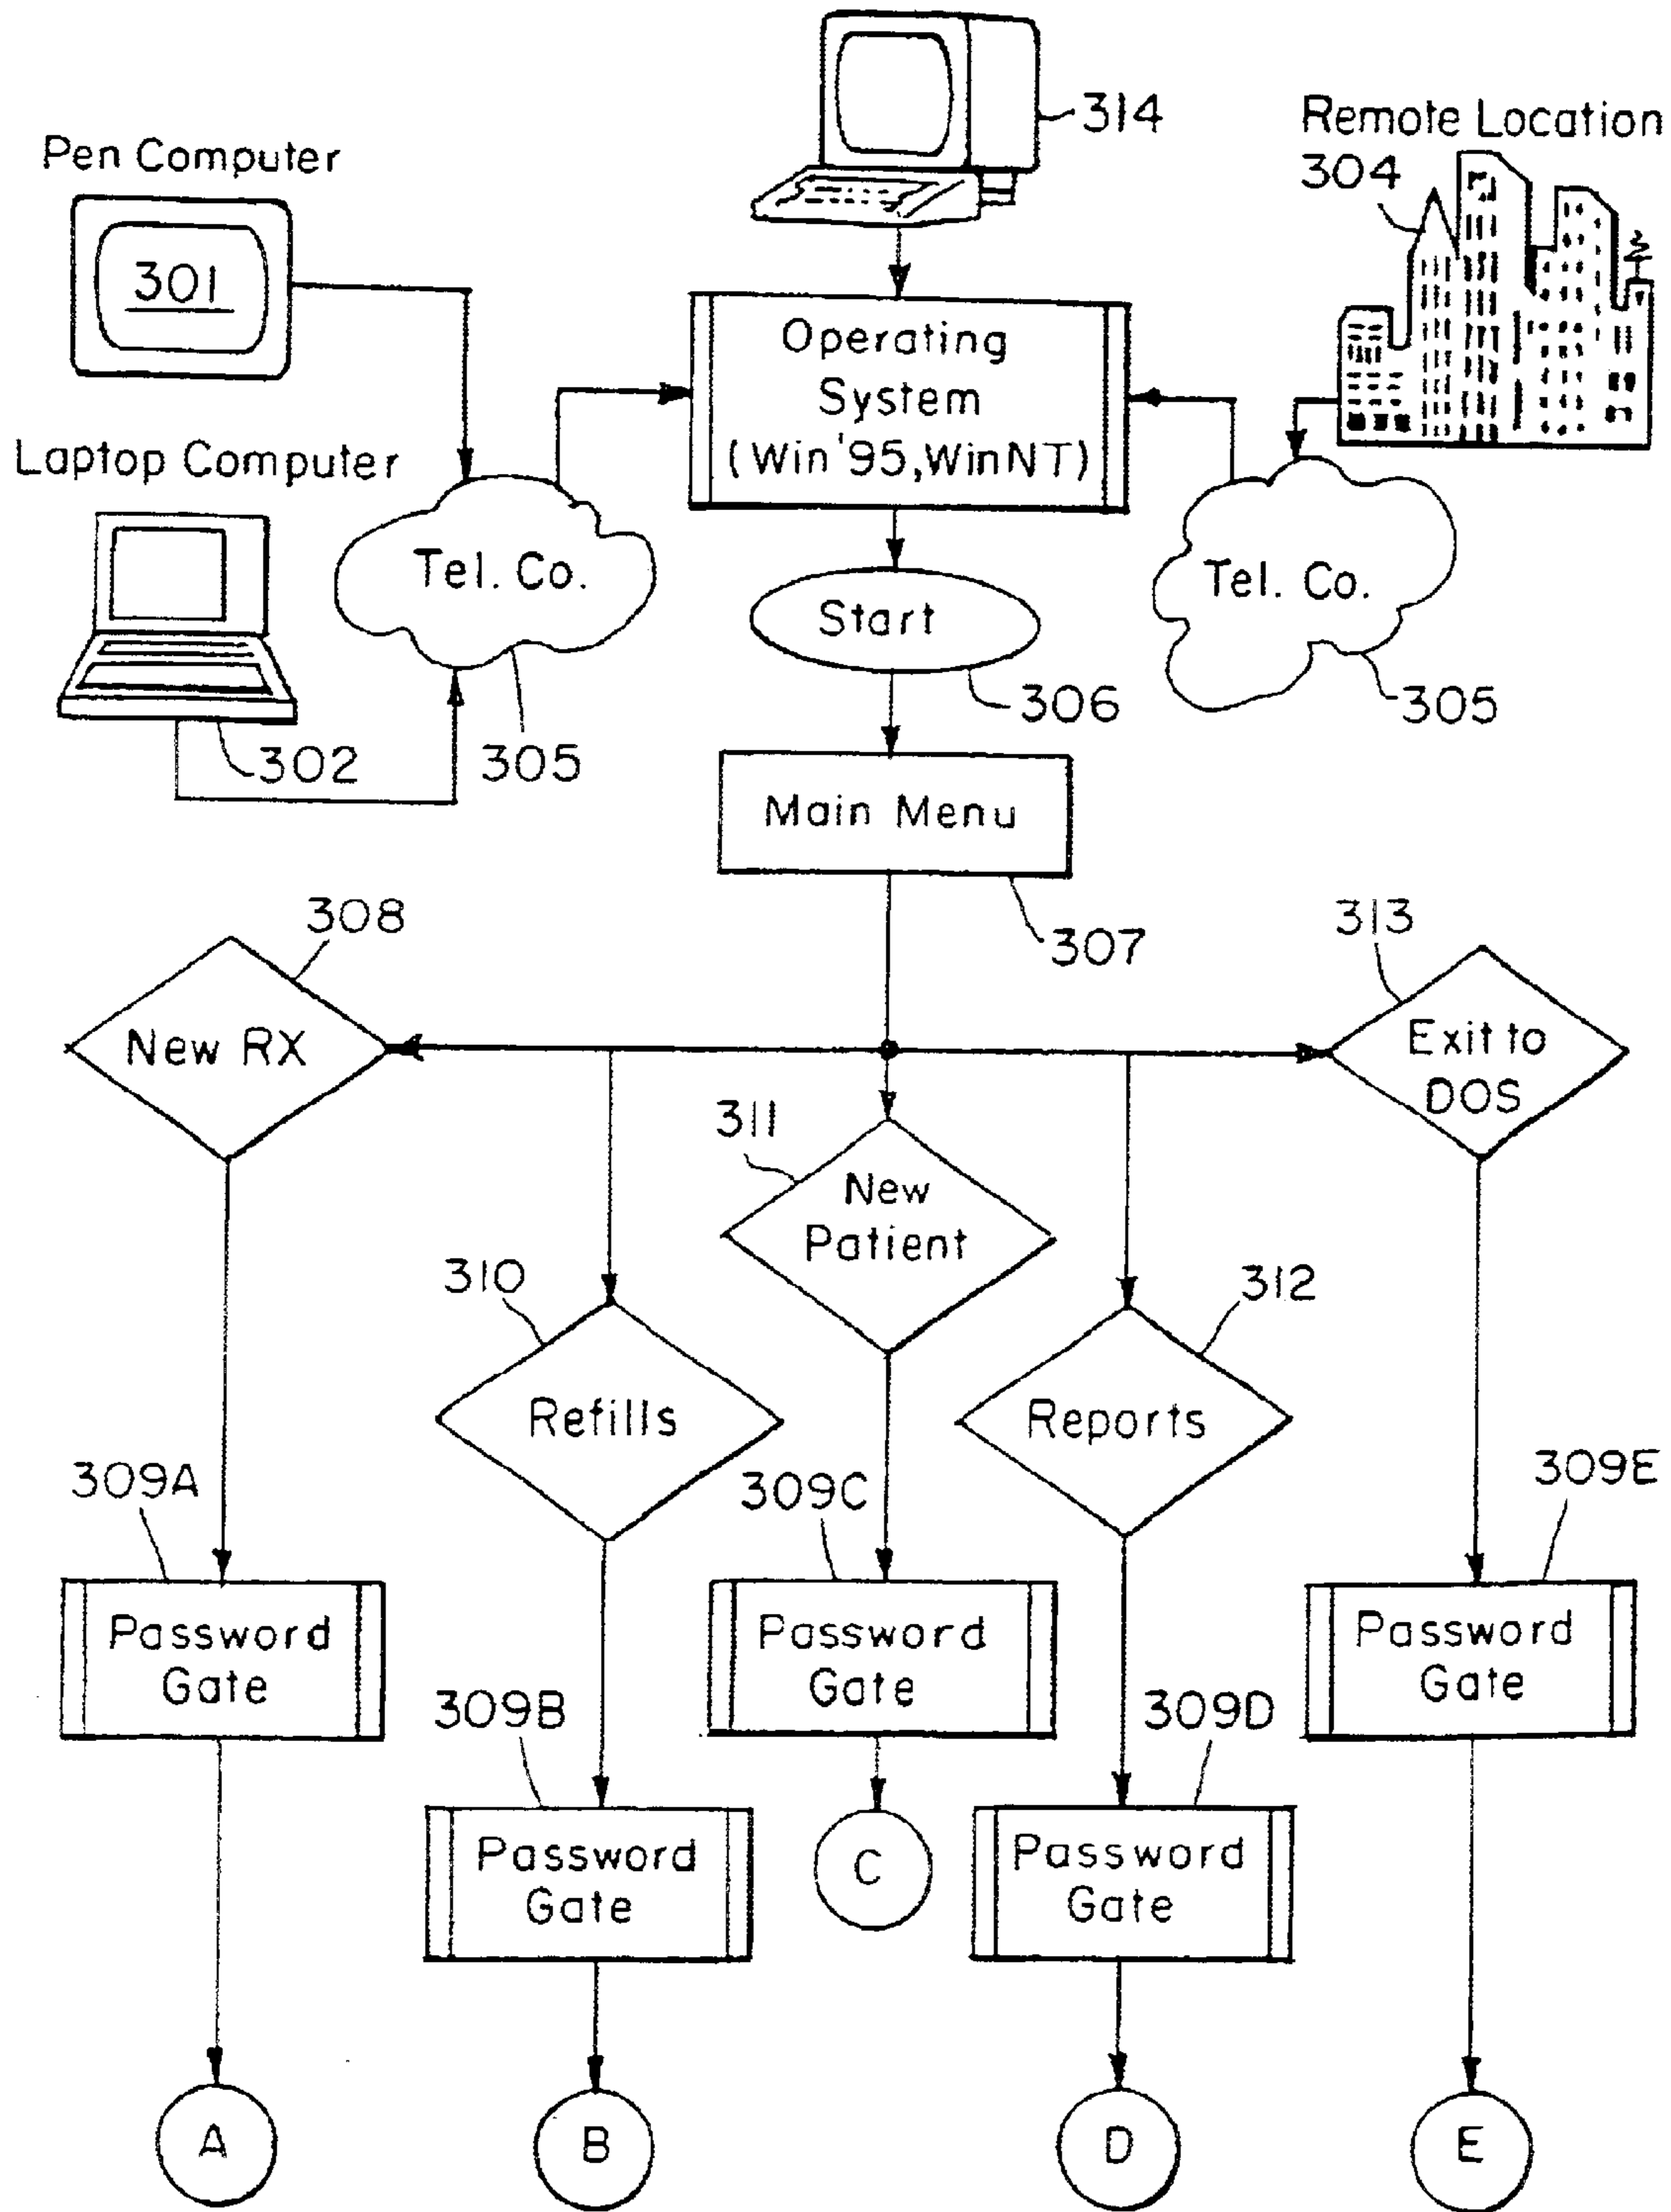 314
Remote Location
304
Pen Computer
301
Operating
System
(Win '95, WinNT)
Laptop Computer
Tel. Co.
Tel. Co.
Start
306
305
302
305
Main Menu
307
308
313
New RX
Exit to
DOS
311
New
Patient
310
312
Refills
Reports
309A
309C
309E
Password
Gate
Password
Gate
Password
Gate
309B
309D
Password
Gate
C
Password
Gate
A
B
D
E